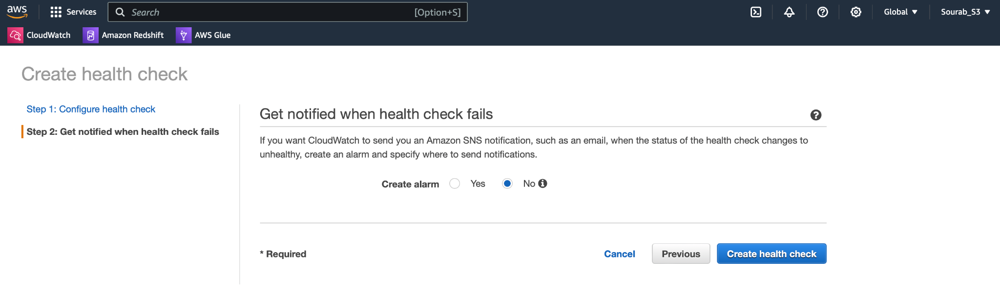 aws Services Search [Option+S] Global Sourab_S3
CloudWatch Amazon Redshift AWS Glue
Create health check
Step 1: Configure health check
Step 2: Get notified when health check fails
Get notified when health check fails
If you want CloudWatch to send you an Amazon SNS notification, such as an email, when the status of the health check changes to
unhealthy, create an alarm and specify where to send notifications.
Create alarm Yes No
* Required Cancel Previous Create health check